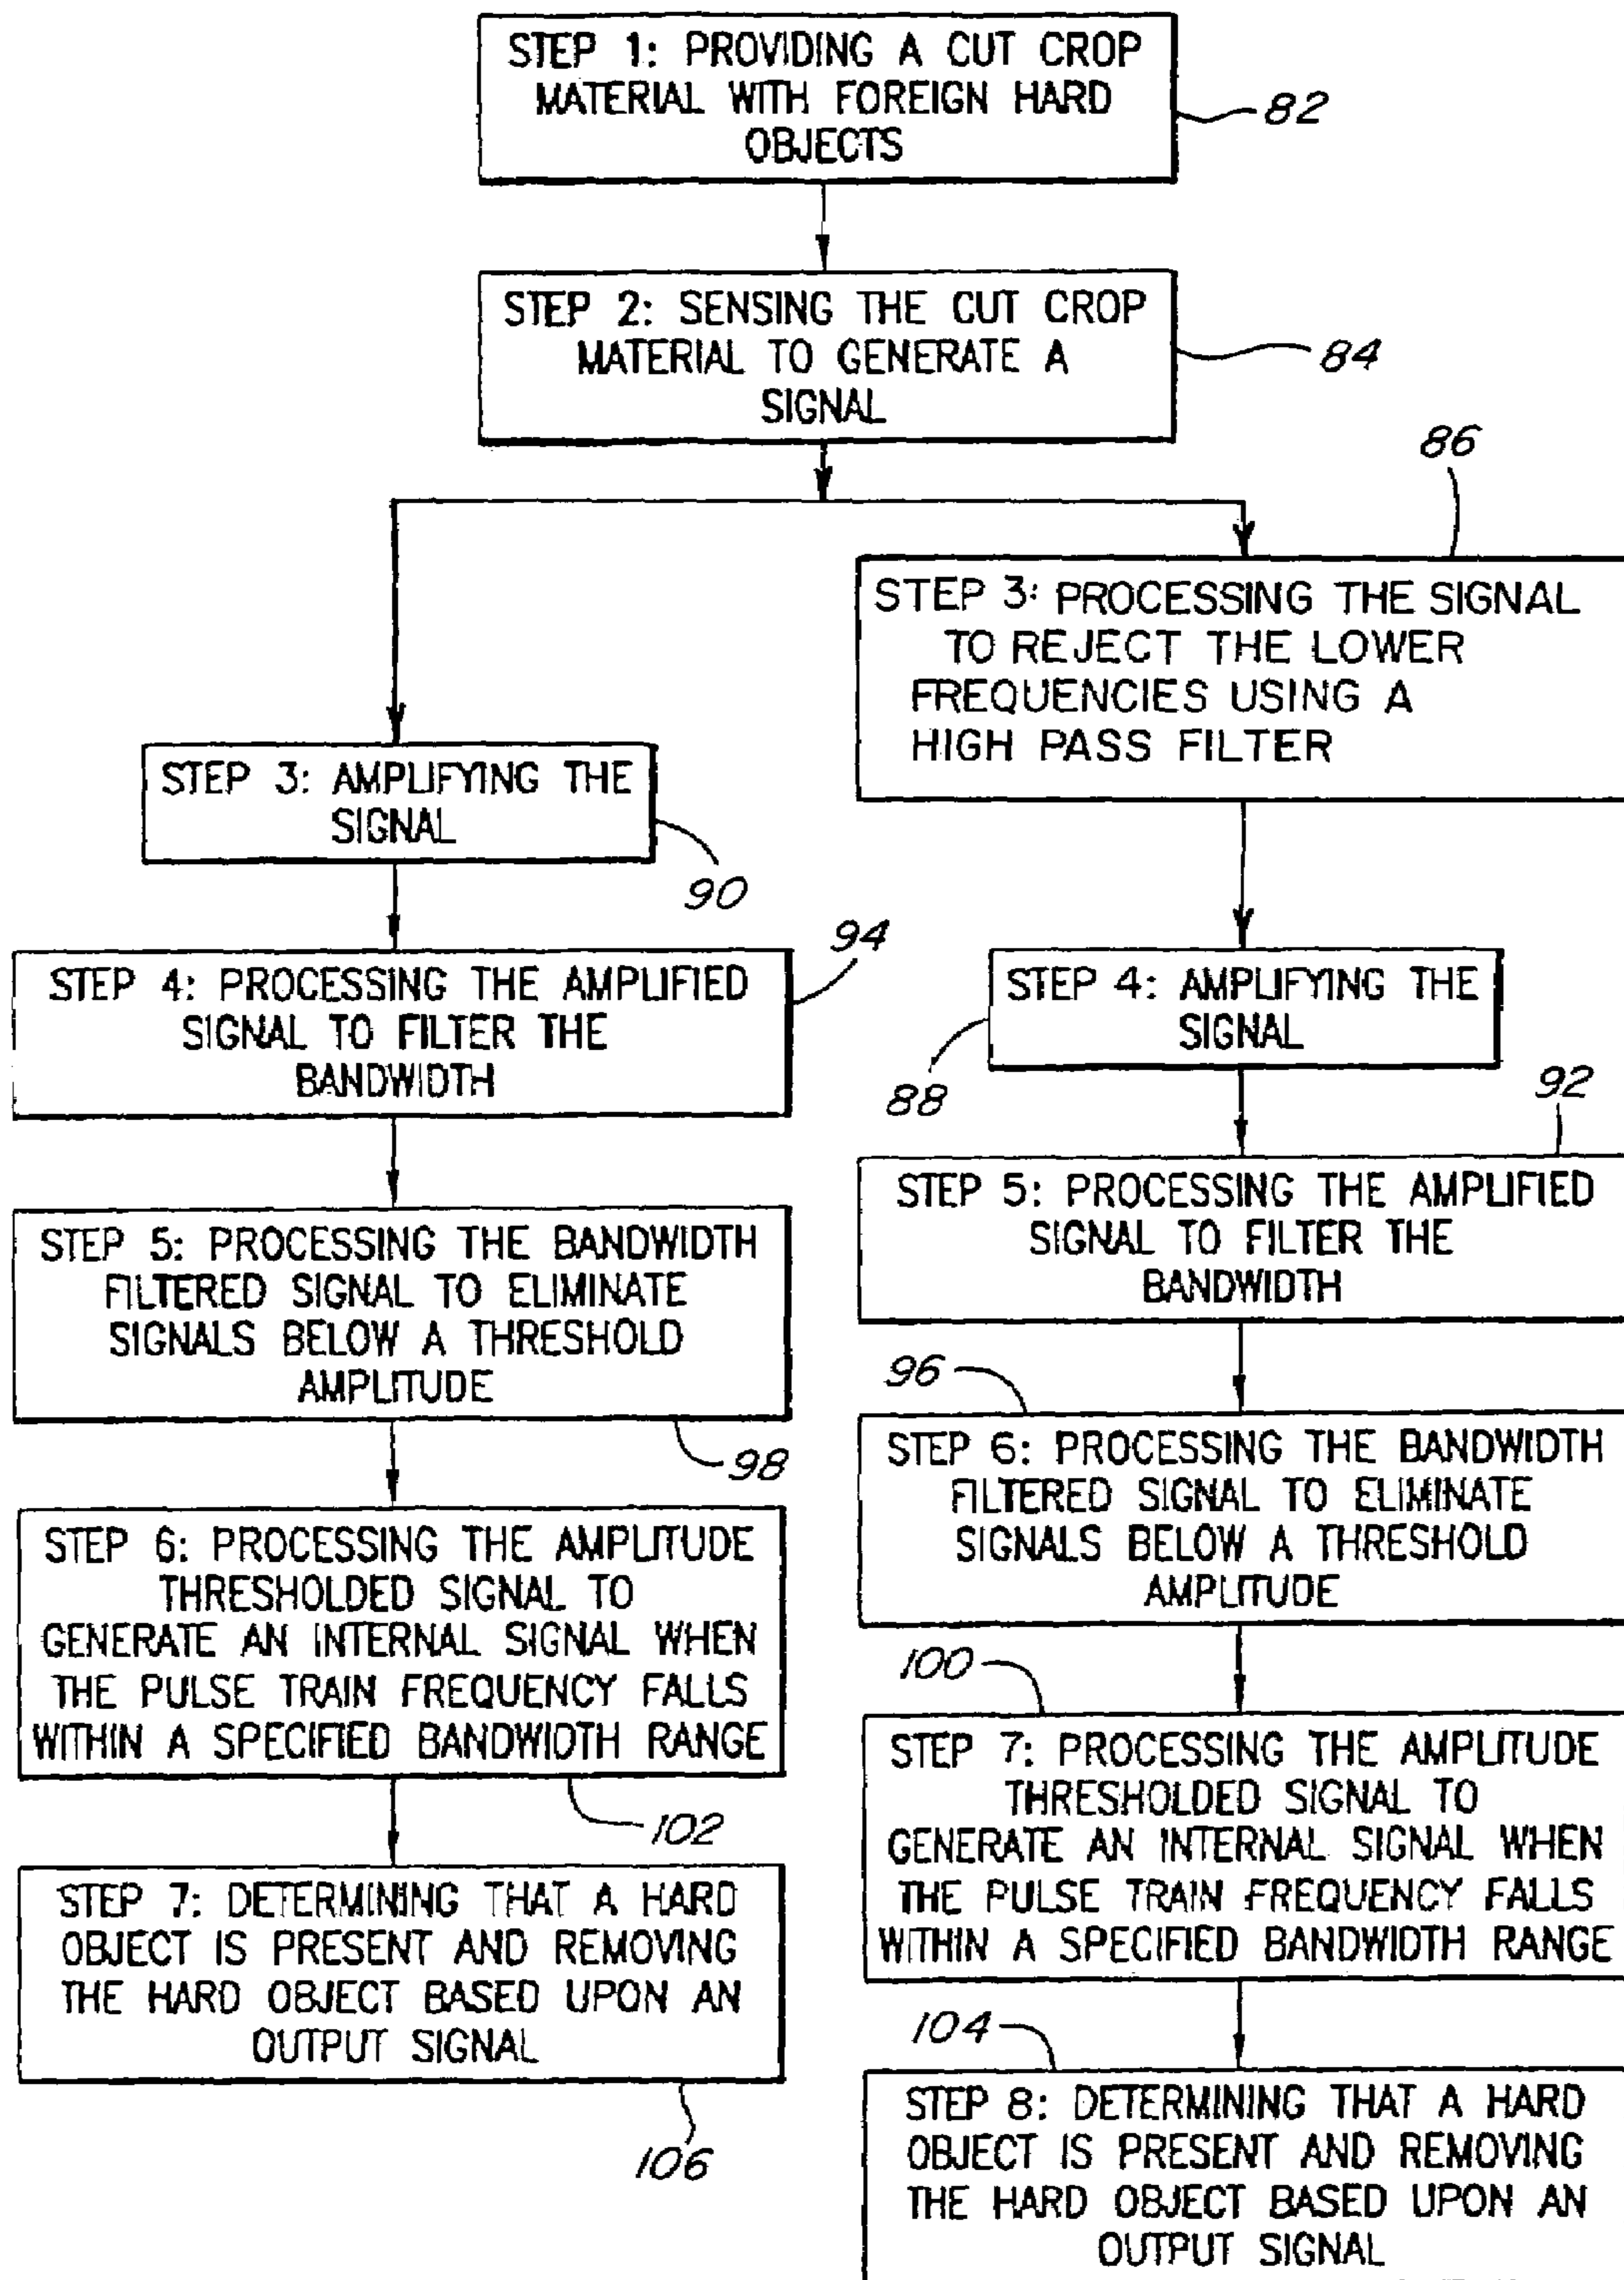 STEP 1: PROVIDING A CUT CROP
MATERIAL WITH FOREIGN HARD
OBJECTS
82
STEP 2: SENSING THE CUT CROP
MATERIAL TO GENERATE A
SIGNAL
84
86
STEP 3: PROCESSING THE SIGNAL
TO REJECT THE LOWER
FREQUENCIES USING A
HIGH PASS FILTER
STEP 3: AMPLIFYING THE
SIGNAL
90
94
STEP 4: PROCESSING THE AMPLIFIED
SIGNAL TO FILTER THE
BANDWIDTH
STEP 4: AMPLIFYING THE
SIGNAL
88
92
STEP 5: PROCESSING THE AMPLIFIED
SIGNAL TO FILTER THE
BANDWIDTH
STEP 5: PROCESSING THE BANDWIDTH
FILTERED SIGNAL TO ELIMINATE
SIGNALS BELOW A THRESHOLD
AMPLITUDE
98
96
STEP 6: PROCESSING THE BANDWIDTH
FILTERED SIGNAL TO ELIMINATE
SIGNALS BELOW A THRESHOLD
AMPLITUDE
STEP 6: PROCESSING THE AMPLITUDE
THRESHOLDED SIGNAL TO
GENERATE AN INTERNAL SIGNAL WHEN
THE PULSE TRAIN FREQUENCY FALLS
WITHIN A SPECIFIED BANDWIDTH RANGE
102
100
STEP 7: PROCESSING THE AMPLITUDE
THRESHOLDED SIGNAL TO
GENERATE AN INTERNAL SIGNAL WHEN
THE PULSE TRAIN FREQUENCY FALLS
WITHIN A SPECIFIED BANDWIDTH RANGE
STEP 7: DETERMINING THAT A HARD
OBJECT IS PRESENT AND REMOVING
THE HARD OBJECT BASED UPON AN
OUTPUT SIGNAL
106
104
STEP 8: DETERMINING THAT A HARD
OBJECT IS PRESENT AND REMOVING
THE HARD OBJECT BASED UPON AN
OUTPUT SIGNAL